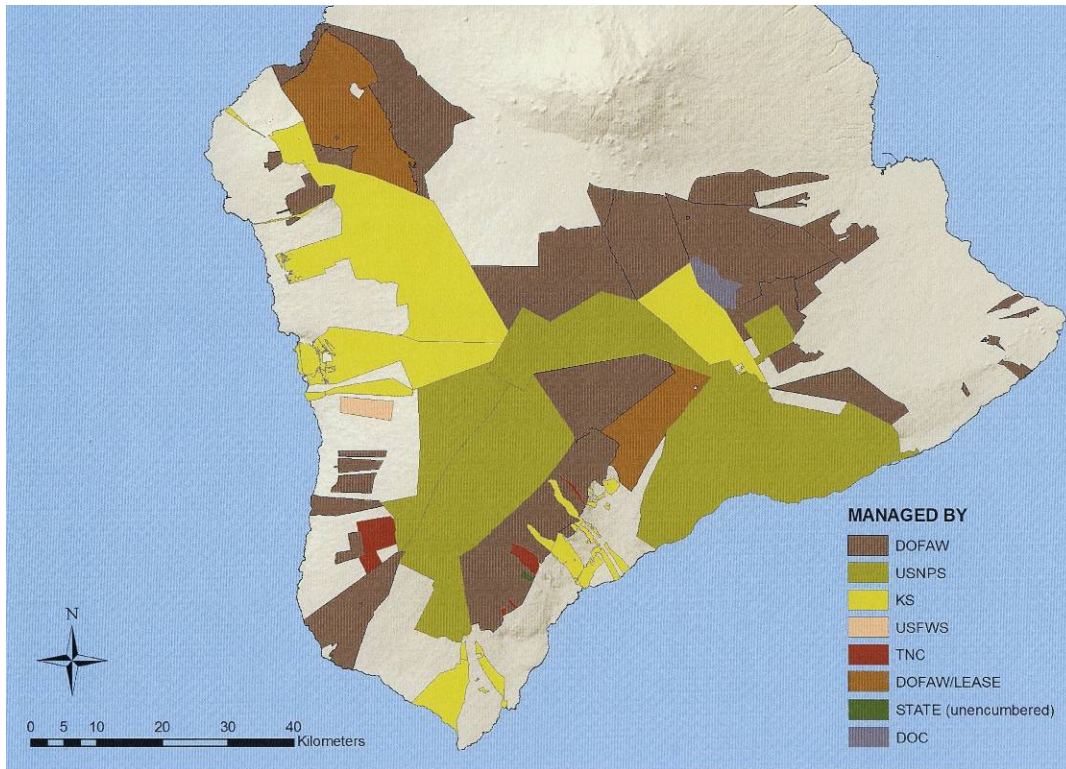 MANAGED BY
DOFAW
USNPS
KS
USFWS
TNC
DOFAW/LEASE
STATE (unencumbered)
DOC
N
0 5 10 20 30 40
Kilometers